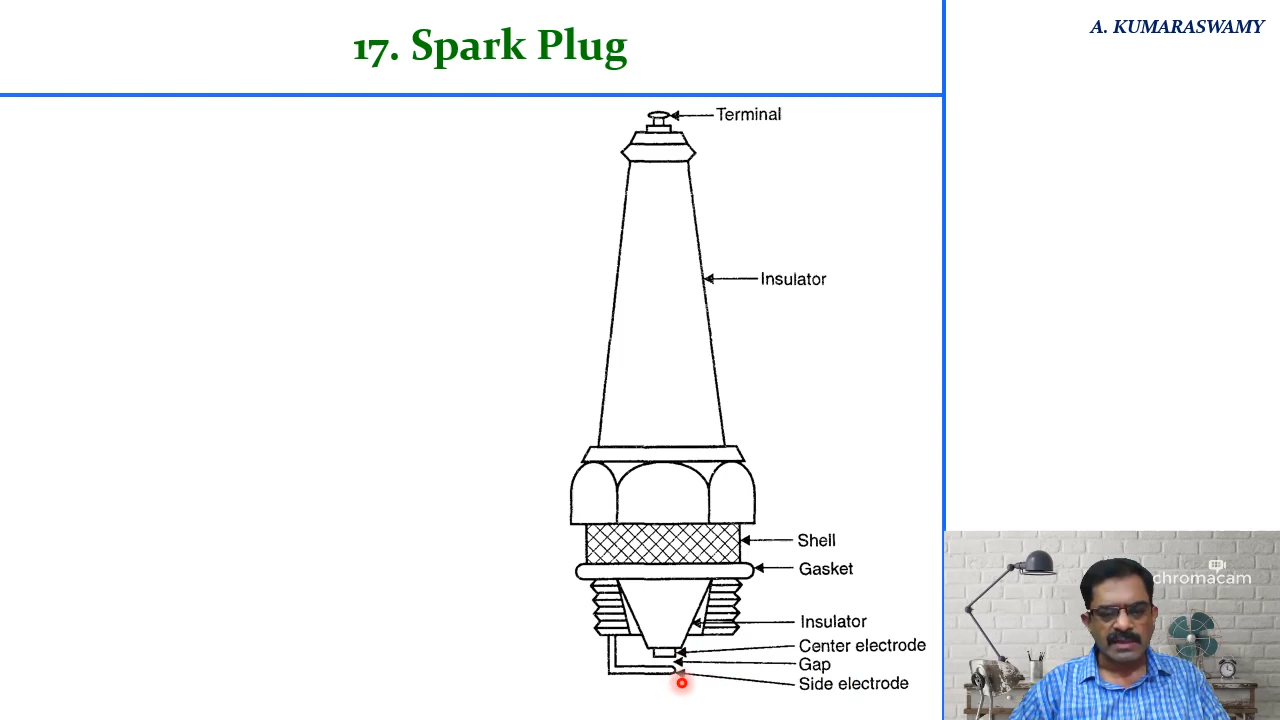 17. Spark Plug
A. KUMARASWAMY
Terminal
Insulator
Shell
Gasket
Insulator
Center electrode
Gap
Side electrode
chromacam